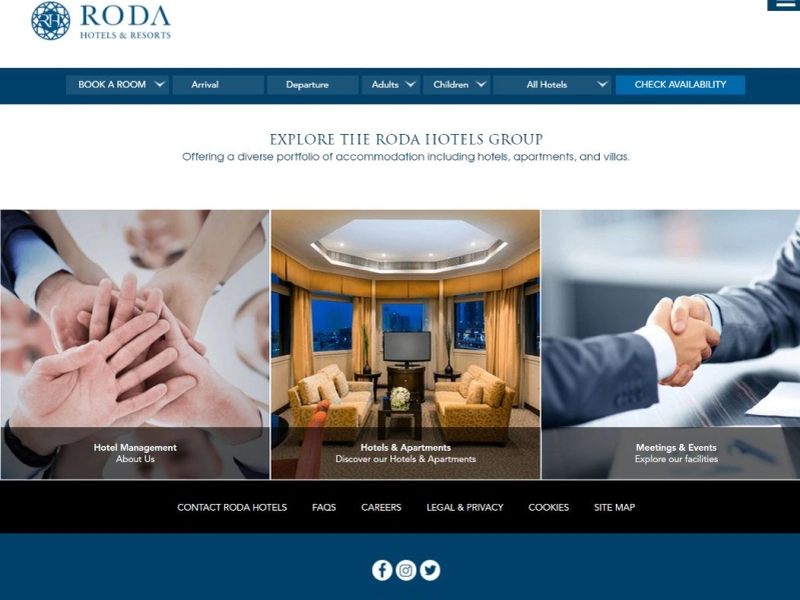 RH
RODA
HOTELS & RESORTS
BOOK A ROOM
Arrival
Departure
Adults
Children
All Hotels
CHECK AVAILABILITY
EXPLORE THE RODA HOTELS GROUP
Offering a diverse portfolio of accommodation including hotels, apartments, and villas.
Hotel Management
About Us
Hotels & Apartments
Discover our Hotels & Apartments
Meetings & Events
Explore our facilities
CONTACT RODA HOTELS
FAQS
CAREERS
LEGAL & PRIVACY
COOKIES
SITE MAP